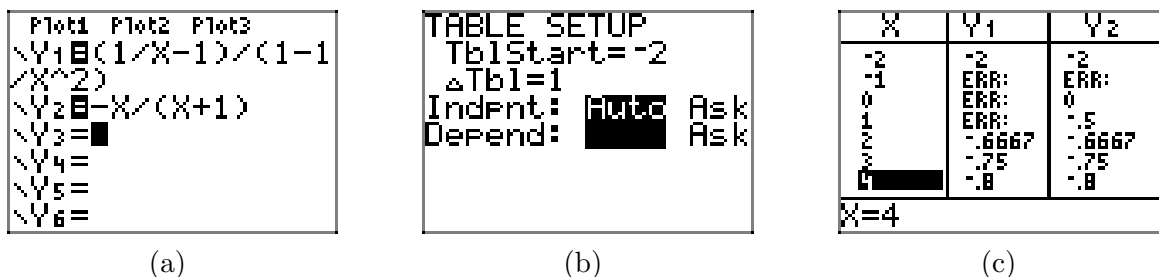 Plot1 Plot2 Plot3
\Y1=(1/X-1)/(1-1
/X^2)
\Y2=-X/(X+1)
\Y3=
\Y4=
\Y5=
\Y6=
(a)
TABLE SETUP
TblStart=-2
△Tbl=1
Indpnt: Auto Ask
Depend: Ask
(b)
X Y1 Y2
-2 -2 -2
-1 ERR: ERR:
0 ERR: 0
1 ERR: -.5
2 -.6667 -.6667
3 -.75 -.75
4 -.8 -.8
X=4
(c)